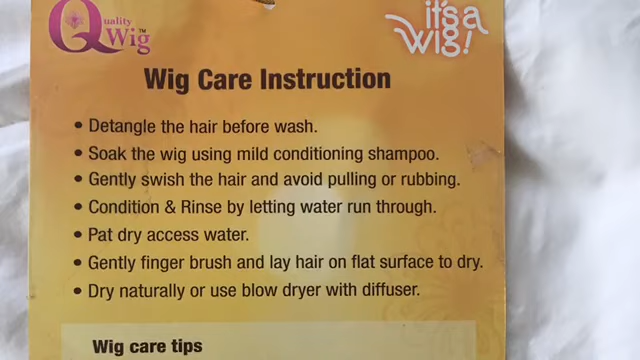 Quality Wig™
it's a wig!
Wig Care Instruction
• Detangle the hair before wash.
• Soak the wig using mild conditioning shampoo.
• Gently swish the hair and avoid pulling or rubbing.
• Condition & Rinse by letting water run through.
• Pat dry access water.
• Gently finger brush and lay hair on flat surface to dry.
• Dry naturally or use blow dryer with diffuser.
Wig care tips